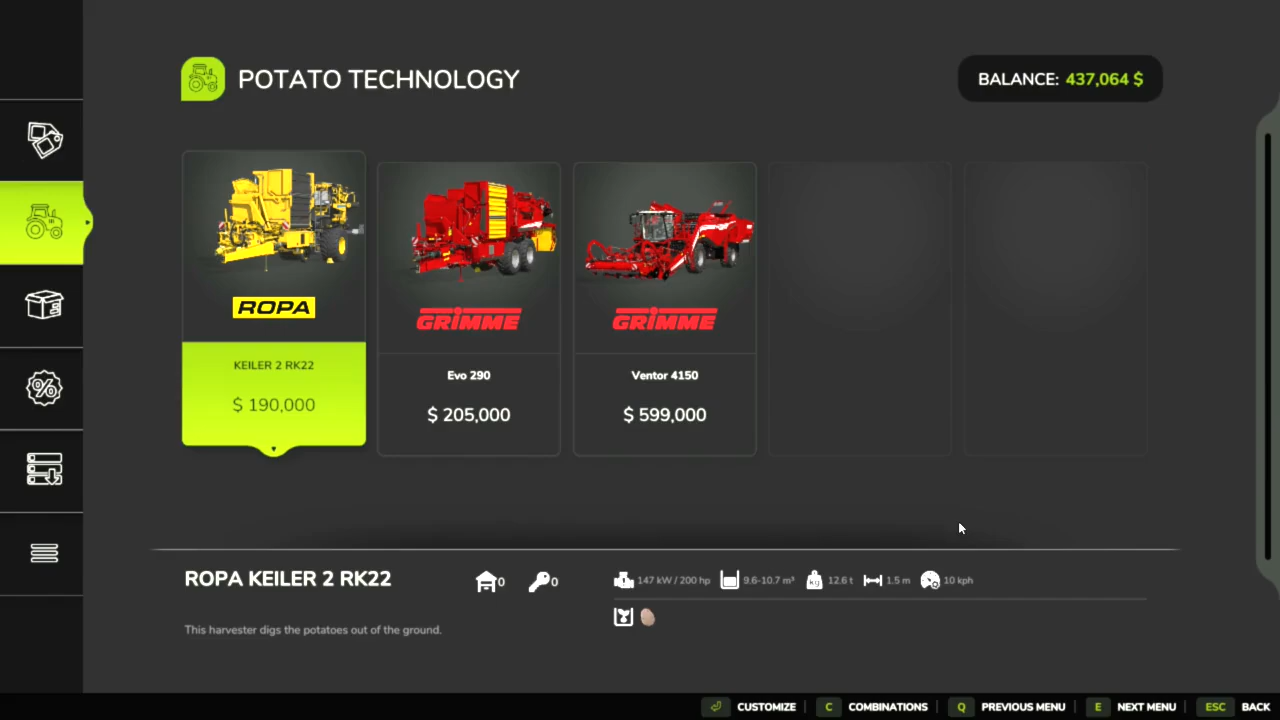 POTATO TECHNOLOGY
BALANCE: 437,064 $
ROPA
GRIMME
GRIMME
KEILER 2 RK22
Evo 290
Ventor 4150
$ 190,000
$ 205,000
$ 599,000
ROPA KEILER 2 RK22
0
0
147 kW / 200 hp
9.6-10.7 m³
kg
12.6 t
1.5 m
10 kph
This harvester digs the potatoes out of the ground.
CUSTOMIZE
C COMBINATIONS
Q PREVIOUS MENU
E NEXT MENU
ESC BACK